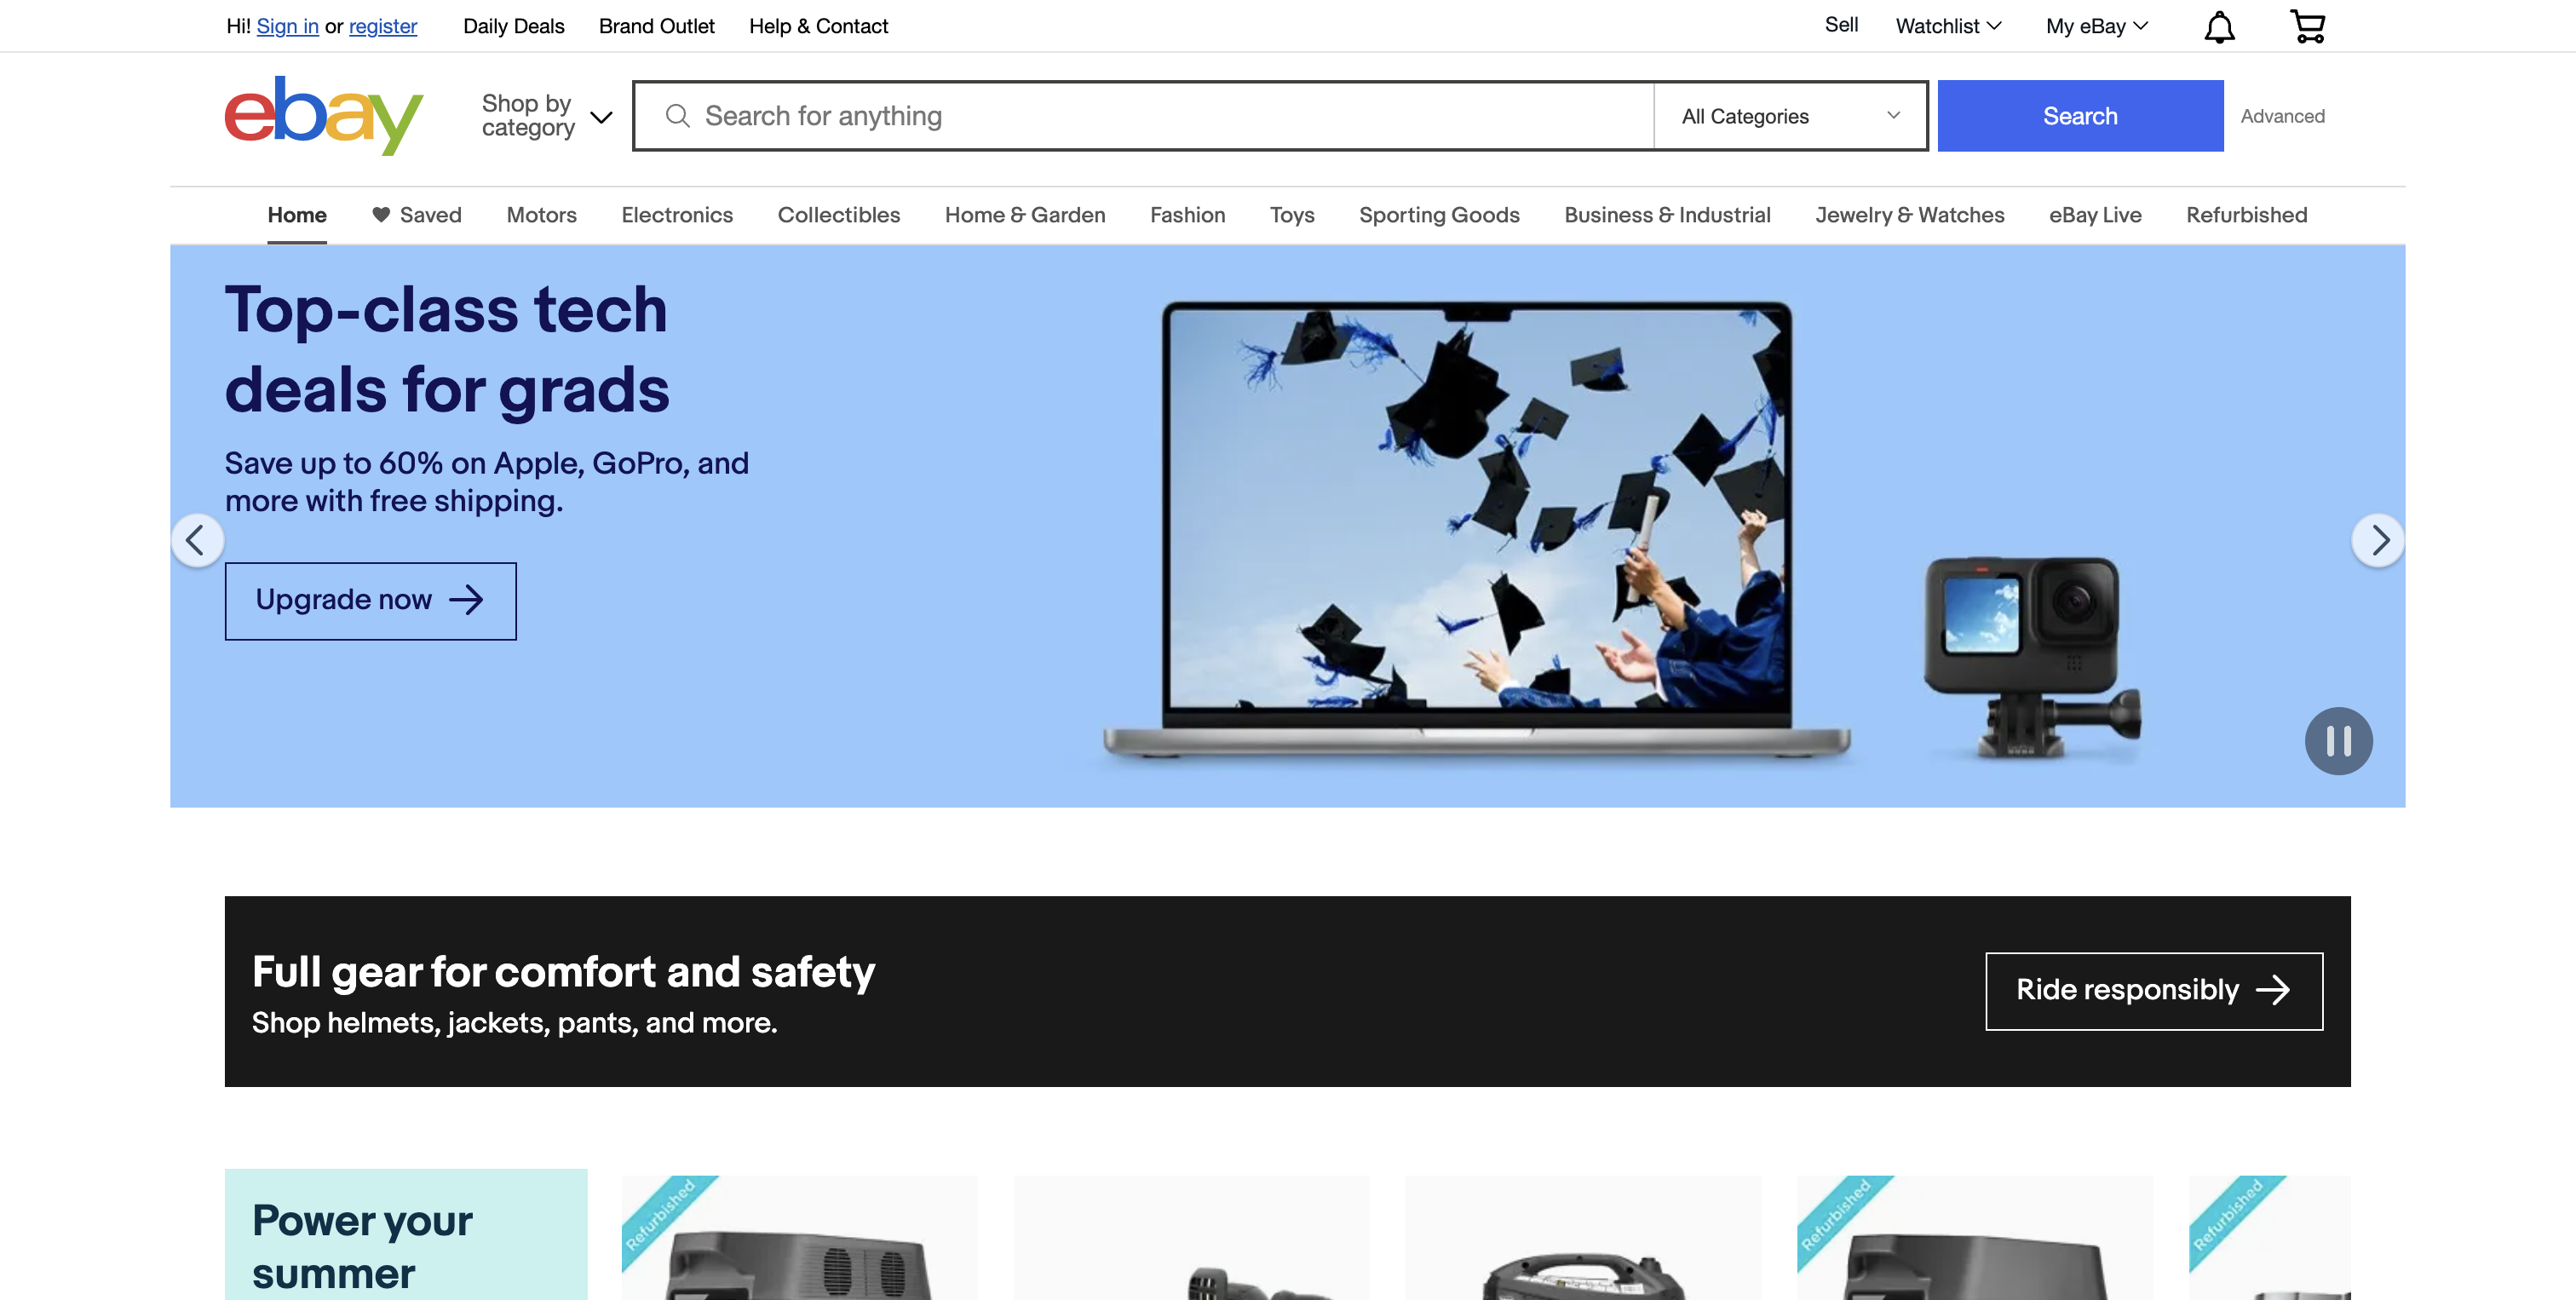 Hi! Sign in or register
Daily Deals
Brand Outlet
Help & Contact
Sell
Watchlist
My eBay
ebay
Shop by
category
Search for anything
All Categories
Search
Advanced
Home
Saved
Motors
Electronics
Collectibles
Home & Garden
Fashion
Toys
Sporting Goods
Business & Industrial
Jewelry & Watches
eBay Live
Refurbished
Top-class tech
deals for grads
Save up to 60% on Apple, GoPro, and
more with free shipping.
Upgrade now
Full gear for comfort and safety
Shop helmets, jackets, pants, and more.
Ride responsibly
Power your
summer
Refurbished
Refurbished
Refurbished